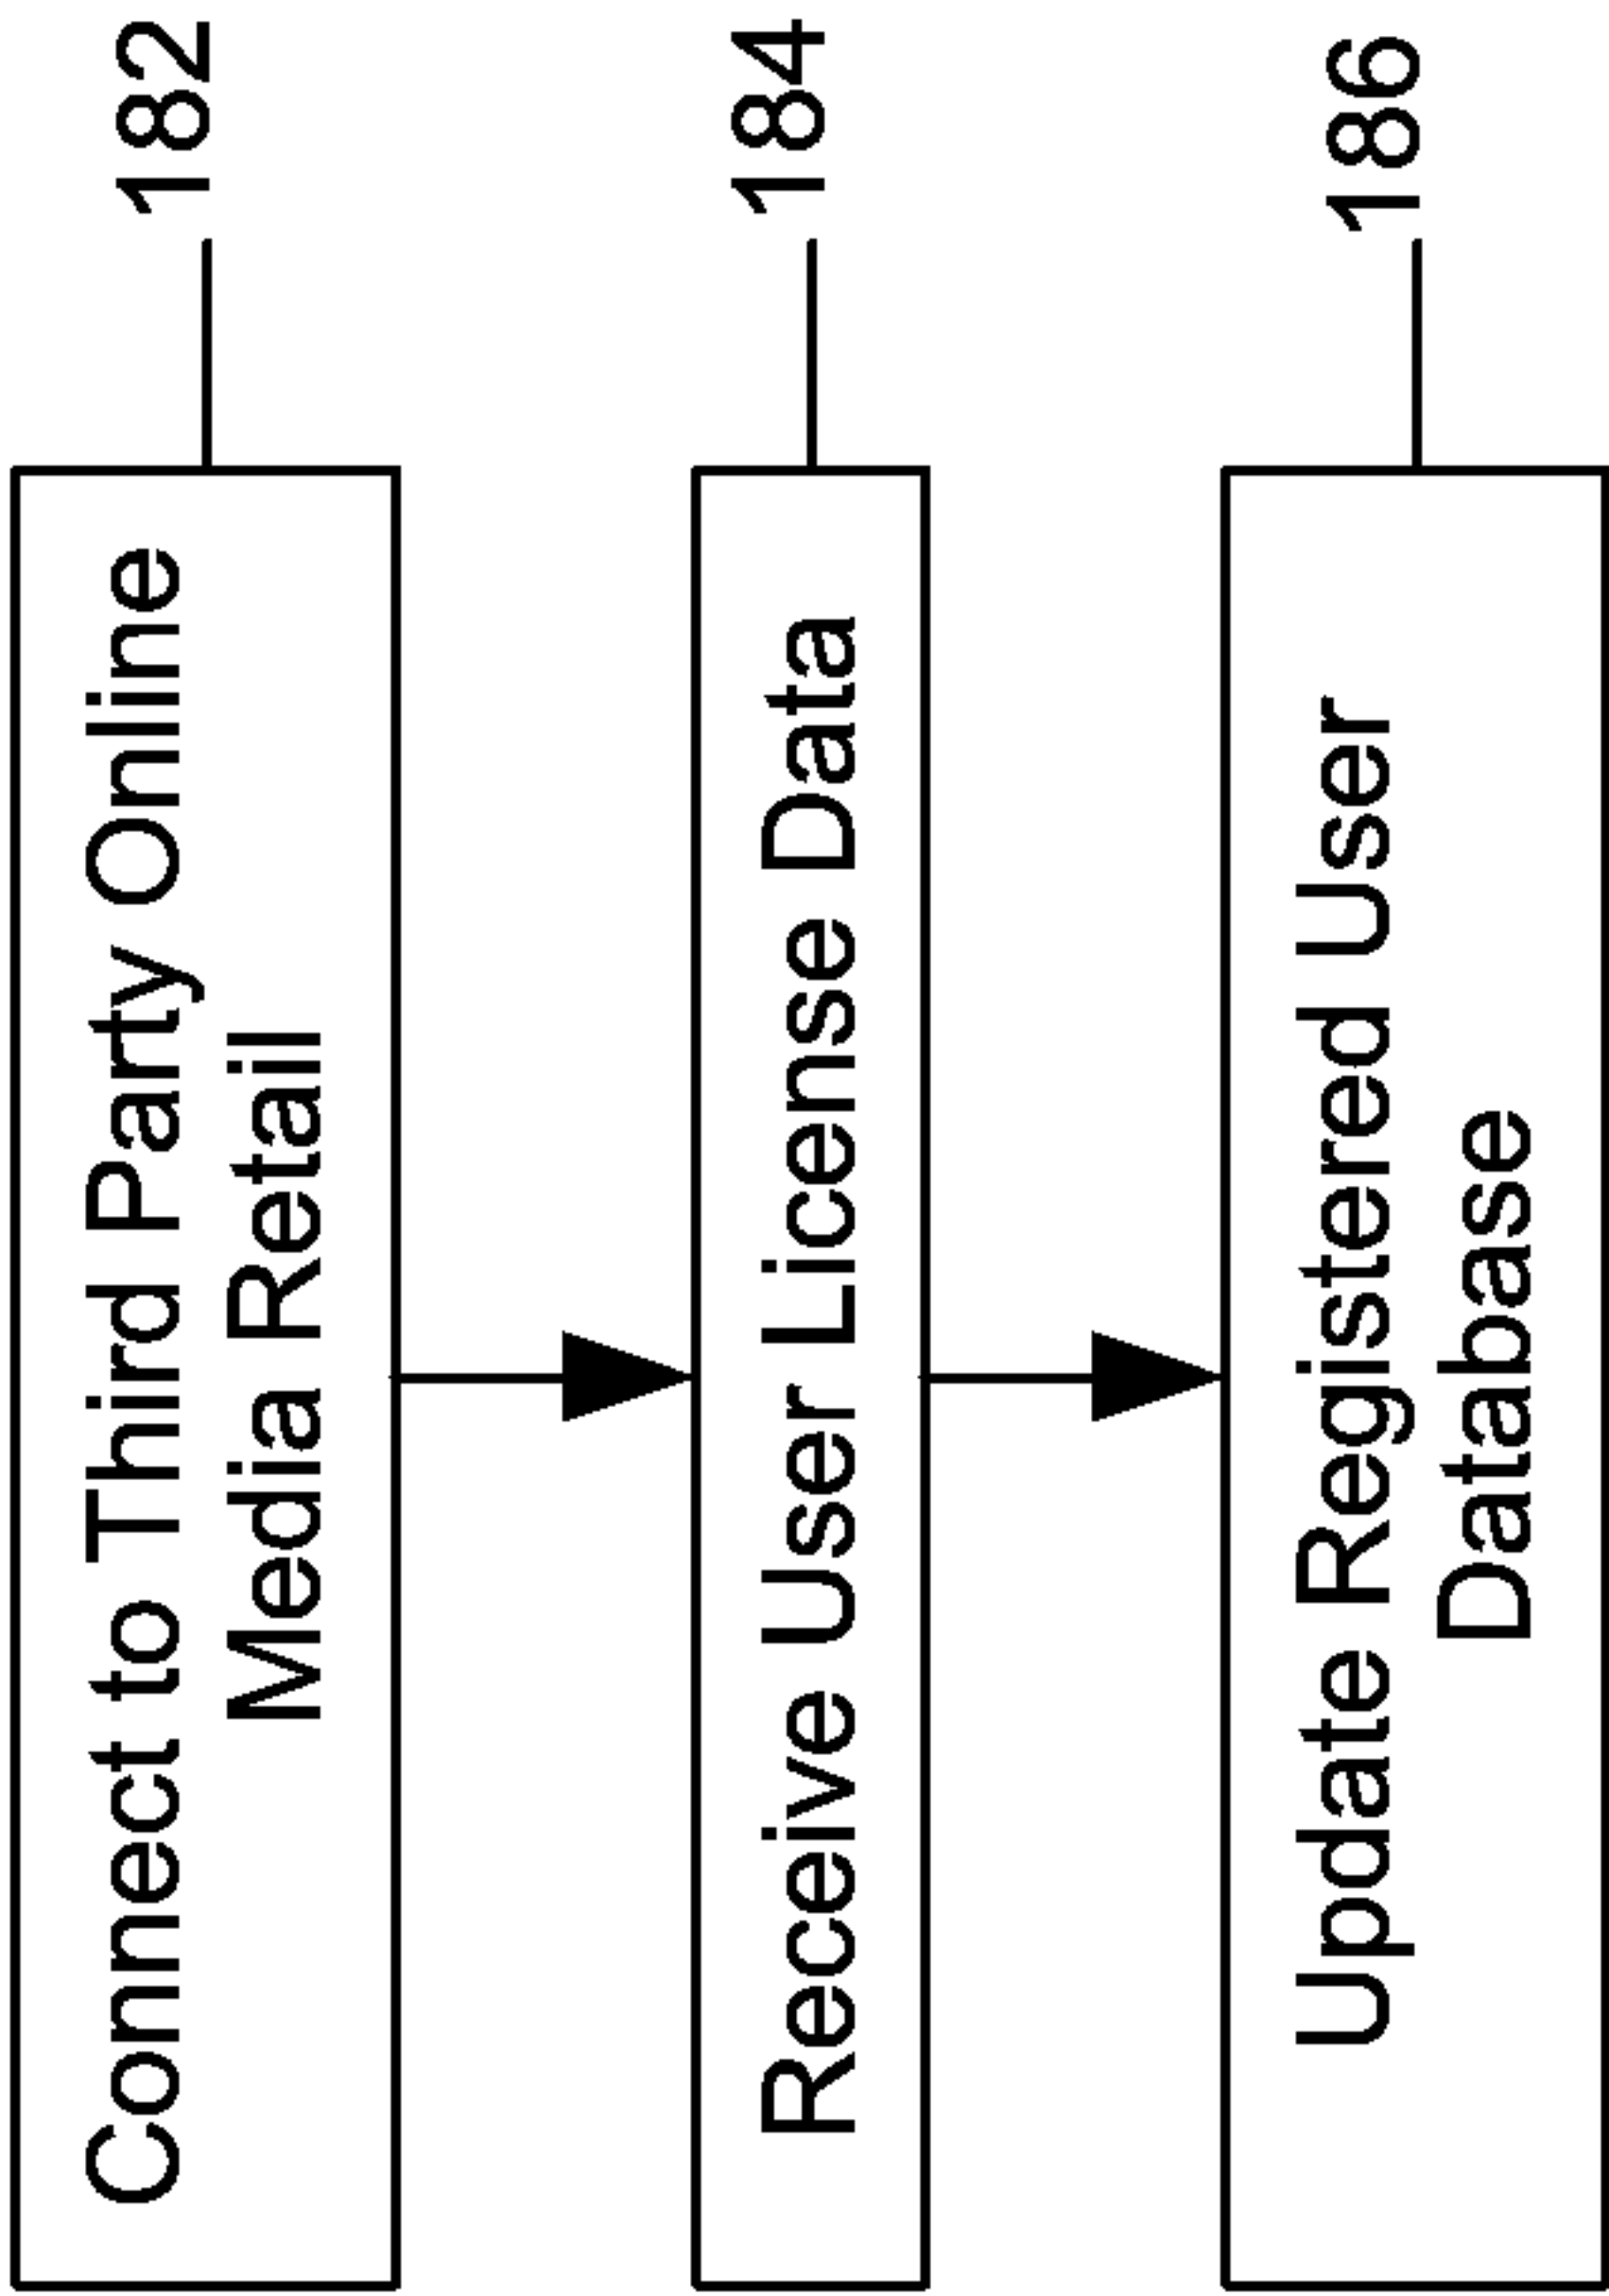 Connect to Third Party Online
Media Retail
182
Receive User License Data
184
Update Registered User
Database
186